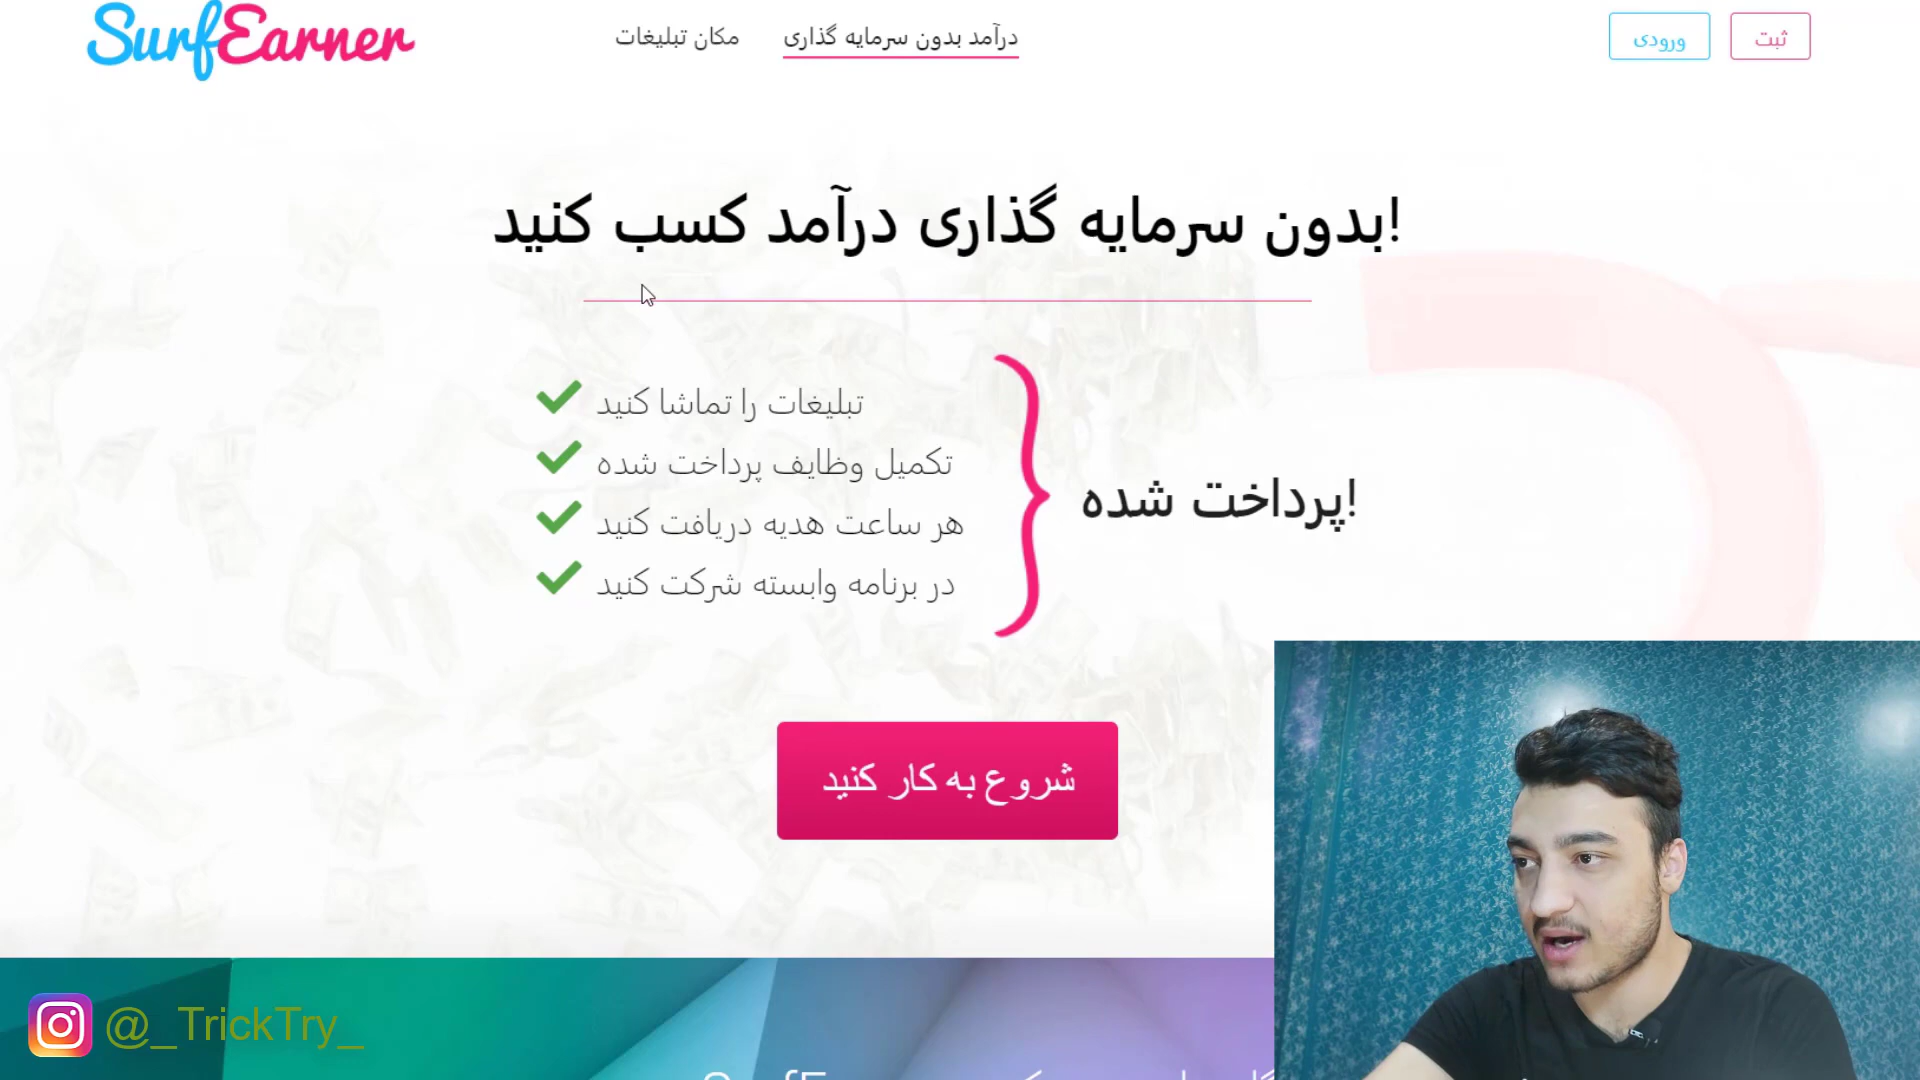 SurfEarner
مکان تبلیغات
درآمد بدون سرمایه گذاری
ورودی
ثبت
بدون سرمایه گذاری درآمد کسب کنید!
تبلیغات را تماشا کنید
تکمیل وظایف پرداخت شده
هر ساعت هدیه دریافت کنید
در برنامه وابسته شرکت کنید
پرداخت شده!
شروع به کار کنید
@_TrickTry_